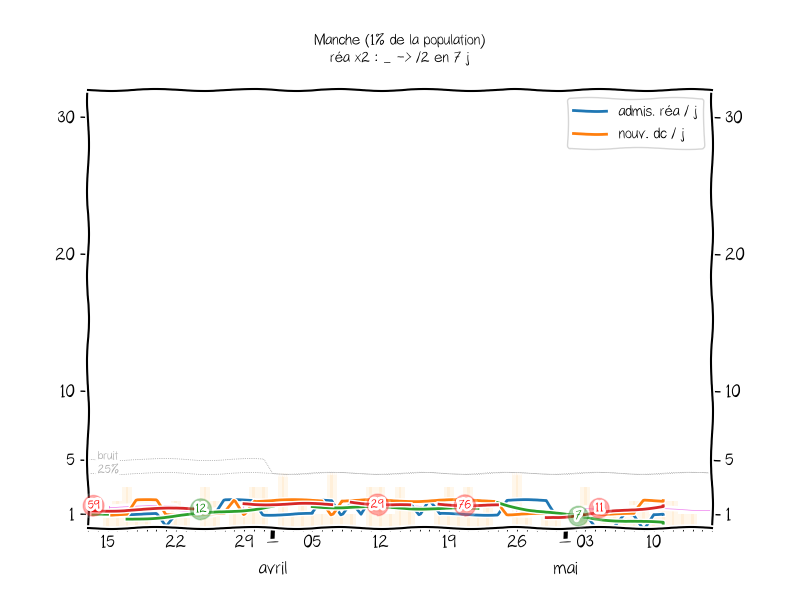 Manche (1% de la population)
réa x2 : _ -> /2 en 7 j
admis. réa / j
nouv. dc / j
30
30
20
20
10
10
bruit
25%
5
5
59
12
29
76
7
11
1
1
15 22 29 05 12 19 26 03 10
avril mai